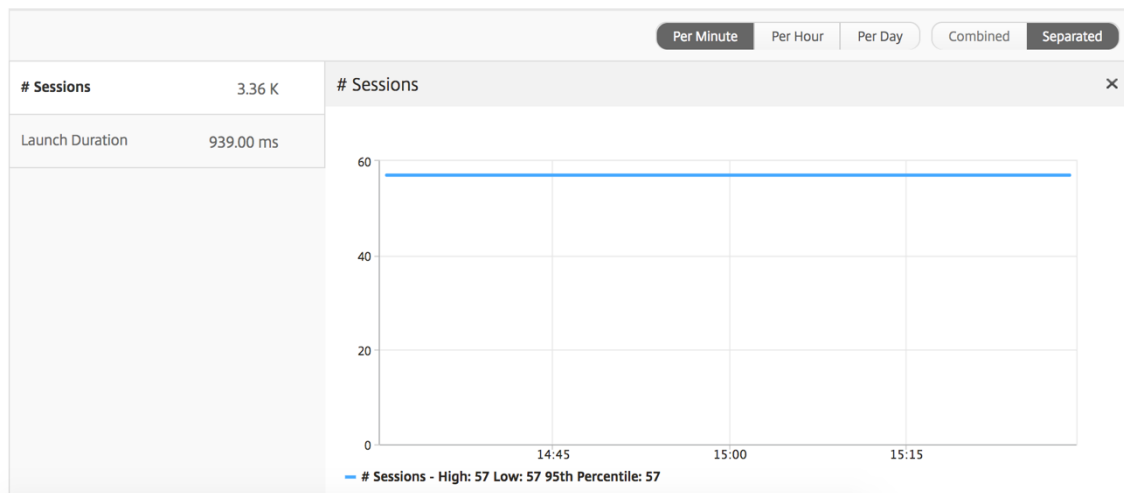 Per Minute Per Hour Per Day Combined Separated
# Sessions 3.36 K
Launch Duration 939.00 ms
# Sessions ×
60
40
20
0
14:45 15:00 15:15
# Sessions - High: 57 Low: 57 95th Percentile: 57